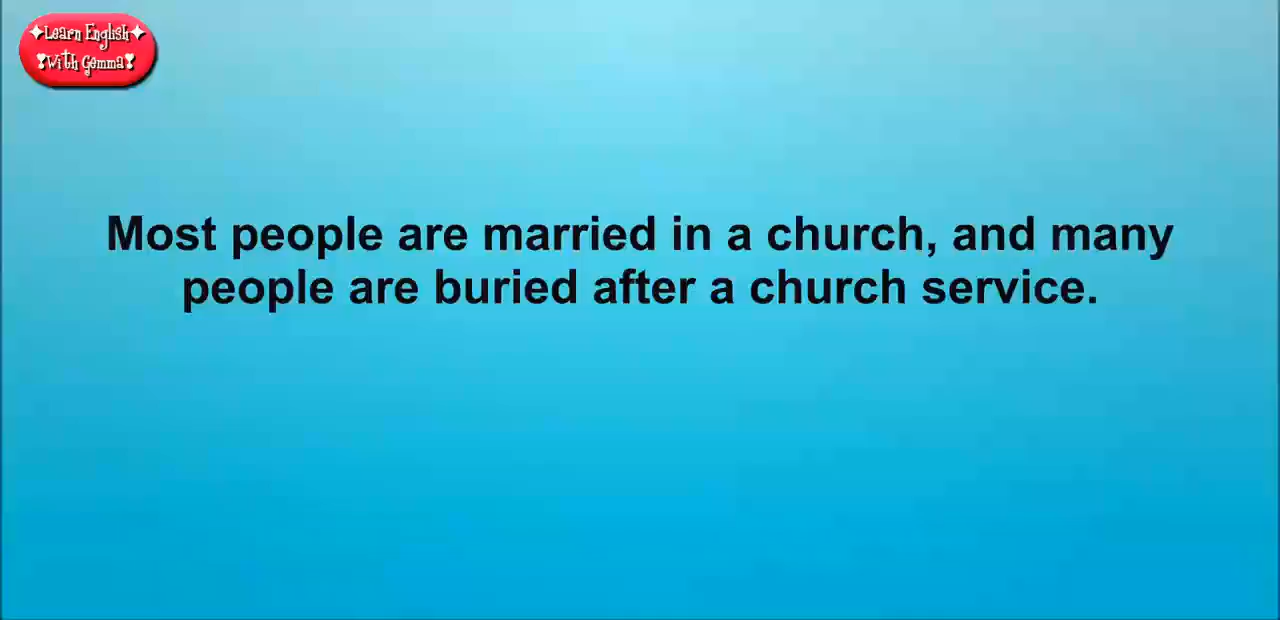 Learn English
With Gemma
Most people are married in a church, and many
people are buried after a church service.